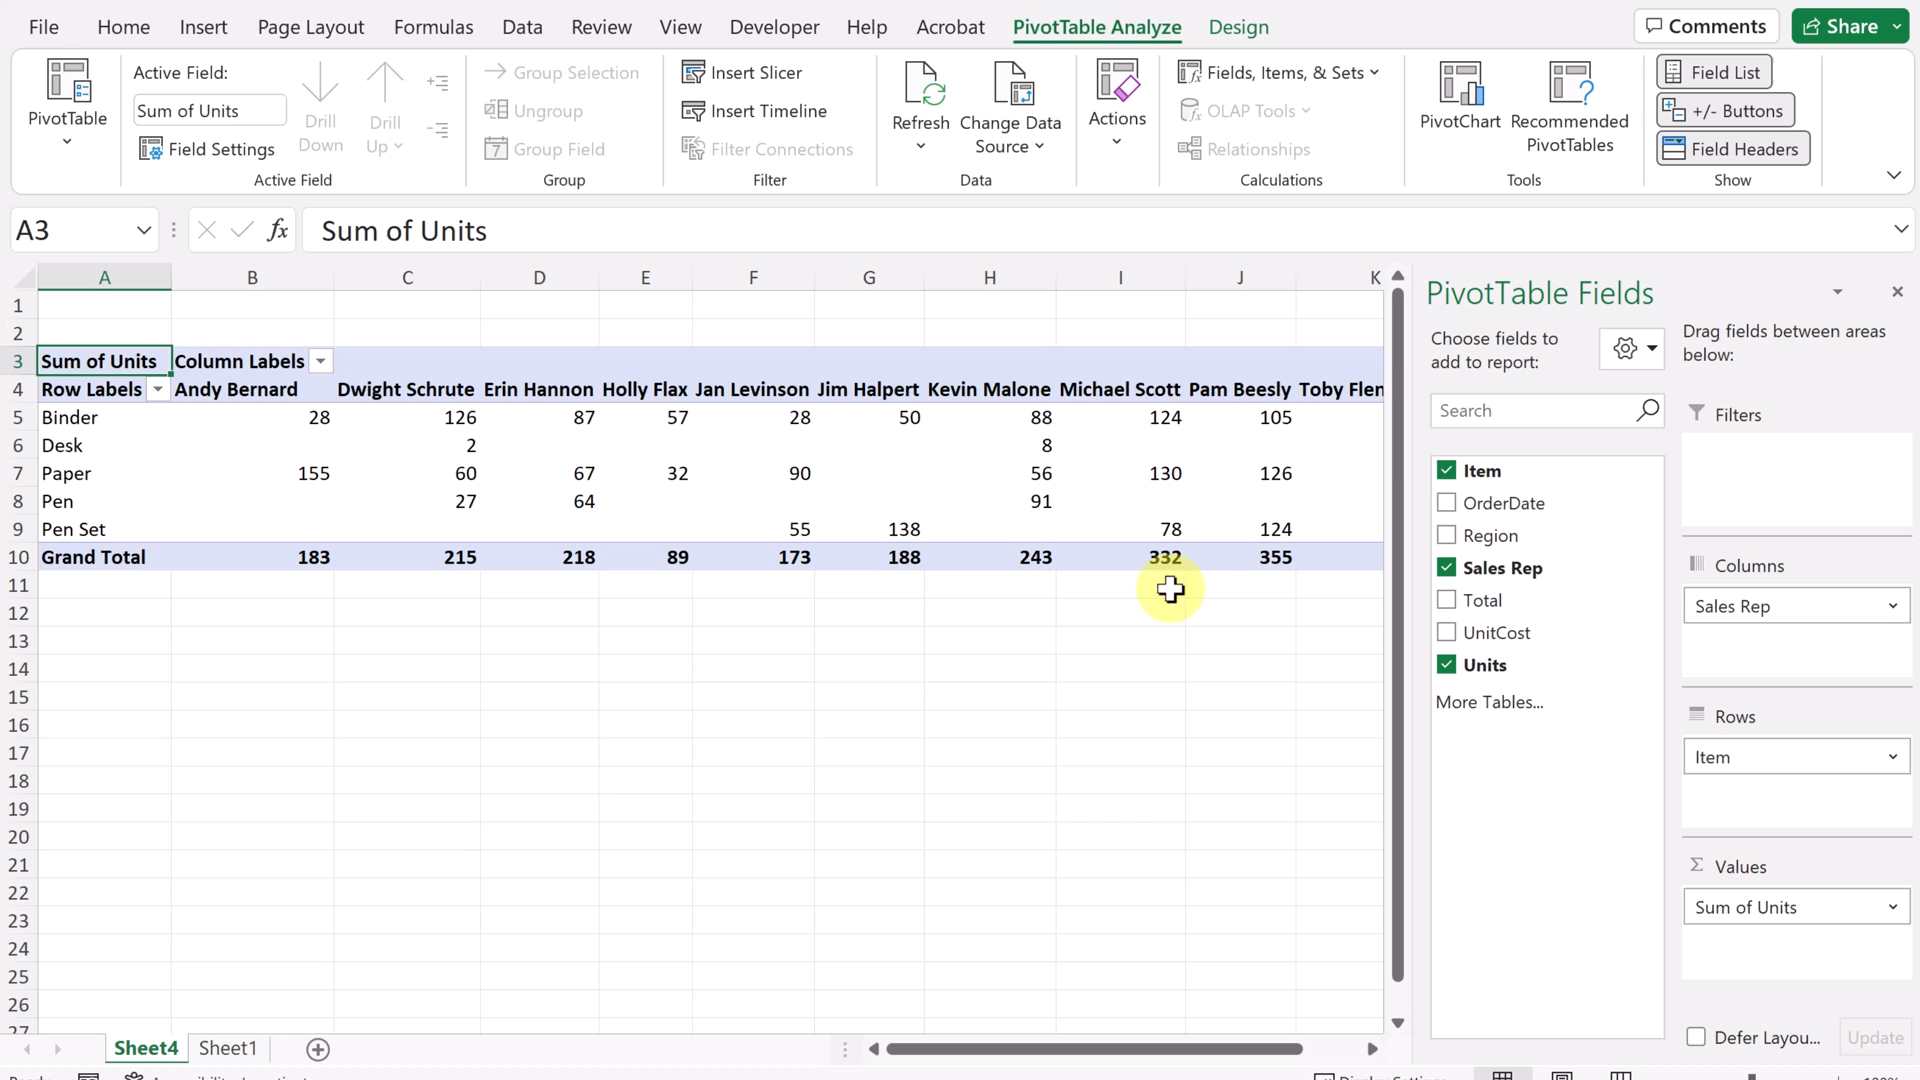 File Home Insert Page Layout Formulas Data Review View Developer Help Acrobat PivotTable Analyze Design Comments Share
PivotTable
Active Field:
Sum of Units
Field Settings
Drill Down
Drill Up
Active Field
Group Selection
Ungroup
7 Group Field
Group
Insert Slicer
Insert Timeline
Filter Connections
Filter
Refresh
Change Data Source
Data
Actions
Fields, Items, & Sets
OLAP Tools
Relationships
Calculations
PivotChart
Recommended PivotTables
Tools
Field List
+/- Buttons
Field Headers
Show
A3 fx Sum of Units
A B C D E F G H I J K
1
2
3 Sum of Units Column Labels
4 Row Labels Andy Bernard Dwight Schrute Erin Hannon Holly Flax Jan Levinson Jim Halpert Kevin Malone Michael Scott Pam Beesly Toby Flen
5 Binder 28 126 87 57 28 50 88 124 105
6 Desk 2 8
7 Paper 155 60 67 32 90 56 130 126
8 Pen 27 64 91
9 Pen Set 55 138 78 124
10 Grand Total 183 215 218 89 173 188 243 332 355
11
12
13
14
15
16
17
18
19
20
21
22
23
24
25
26
27
Sheet4 Sheet1
PivotTable Fields
Choose fields to
add to report:
Search
Item
OrderDate
Region
Sales Rep
Total
UnitCost
Units
More Tables...
Drag fields between areas
below:
Filters
Columns
Sales Rep
Rows
Item
Σ Values
Sum of Units
Defer Layou... Update